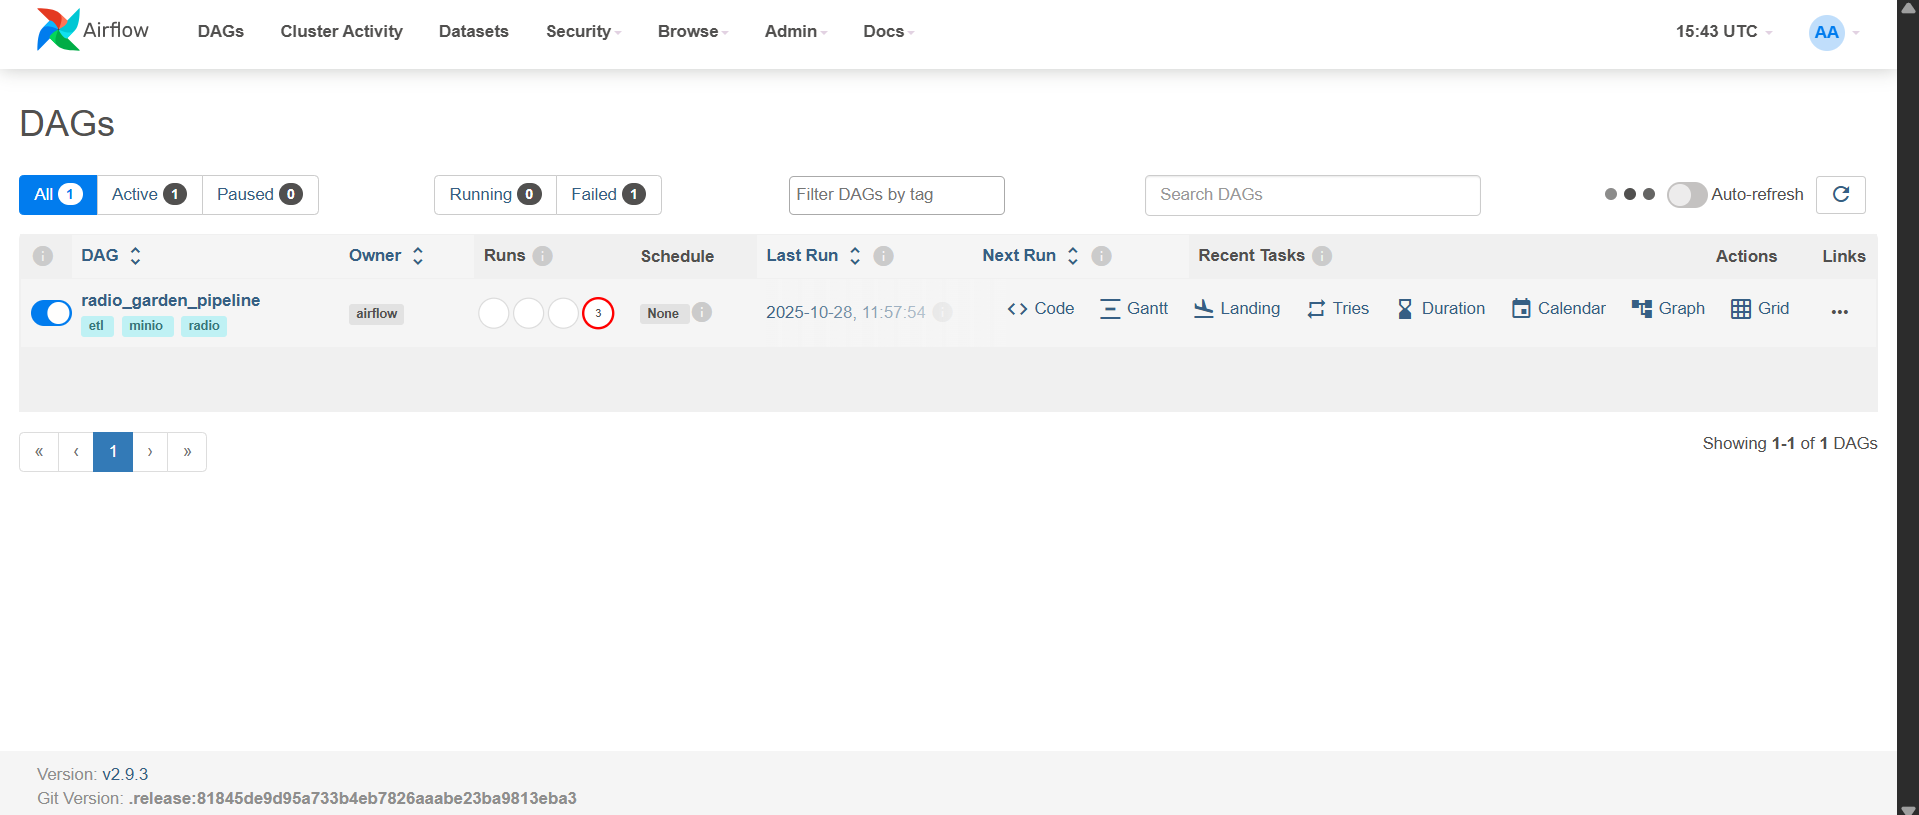 Airflow DAGs Cluster Activity Datasets Security Browse Admin Docs 15:43 UTC AA
DAGs
All 1 Active 1 Paused 0 Running 0 Failed 1 Filter DAGs by tag Search DAGs Auto-refresh
i DAG Owner Runs i Schedule Last Run i Next Run i Recent Tasks i Actions Links
radio_garden_pipeline airflow 3 None i 2025-10-28, 11:57:54 i Code Gantt Landing Tries Duration Calendar Graph Grid ...
etl minio radio
« ‹ 1 › » Showing 1-1 of 1 DAGs
Version: v2.9.3
Git Version: .release:81845de9d95a733b4eb7826aaabe23ba9813eba3